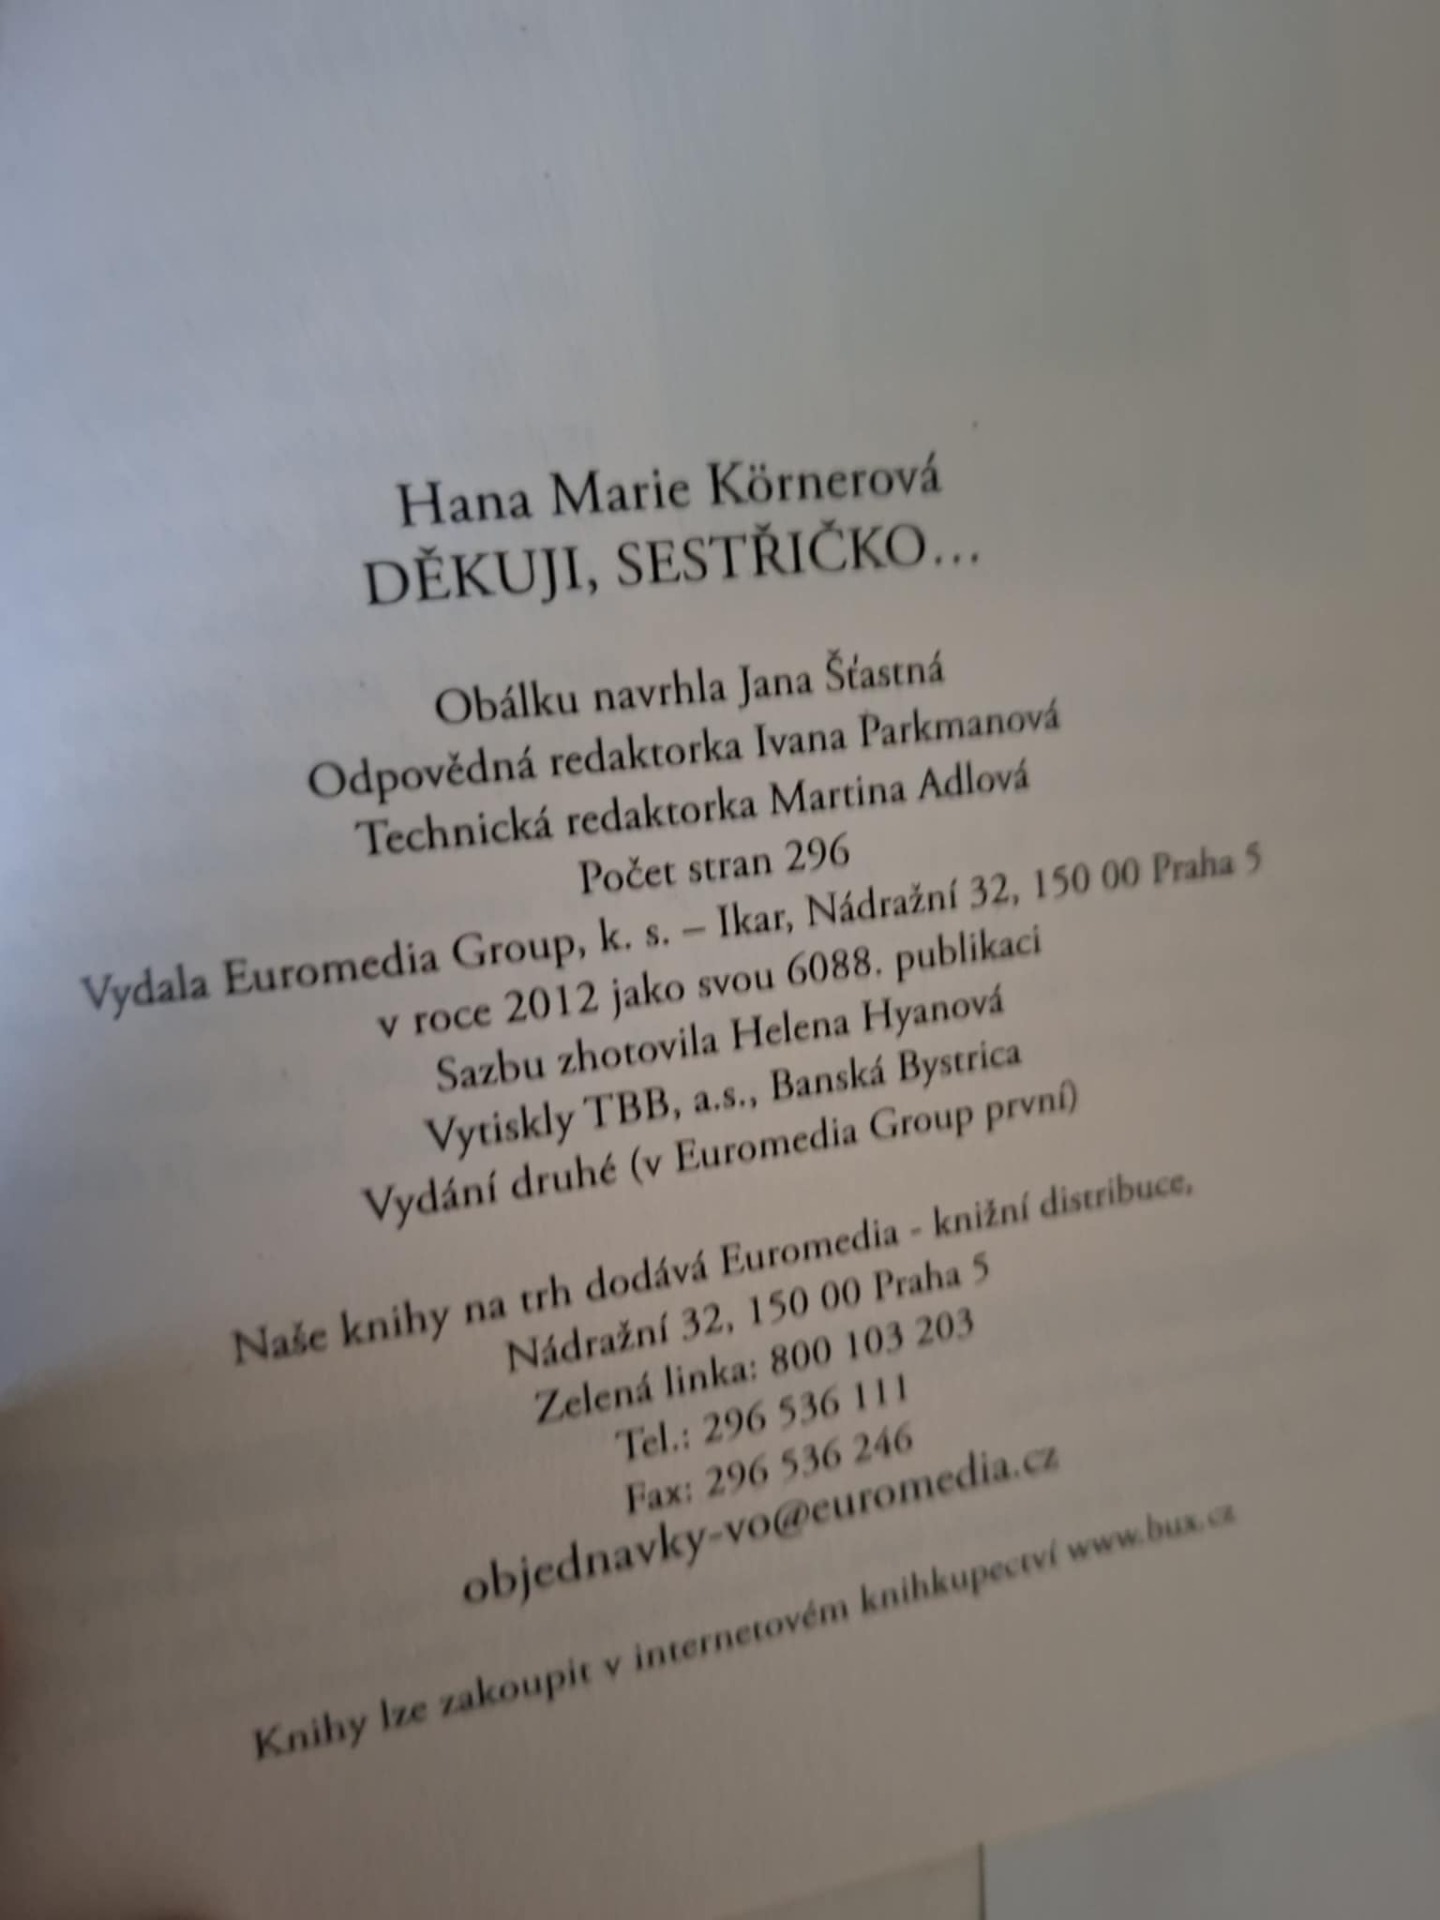 Hana Marie Körnerová
DĚKUJI, SESTŘIČKO...
Obálku navrhla Jana Šťastná
Odpovědná redaktorka Ivana Parkmanová
Technická redaktorka Martina Adlová
Počet stran 296
Vydala Euromedia Group, k. s. – Ikar, Nádražní 32, 150 00 Praha 5
v roce 2012 jako svou 6088. publikaci
Sazbu zhotovila Helena Hyanová
Vytiskly TBB, a.s., Banská Bystrica
Vydání druhé (v Euromedia Group první)
Naše knihy na trh dodává Euromedia - knižní distribuce,
Nádražní 32, 150 00 Praha 5
Zelená linka: 800 103 203
Tel.: 296 536 111
Fax: 296 536 246
objednavky-vo@euromedia.cz
Knihy lze zakoupit v internetovém knihkupectví www.bux.cz